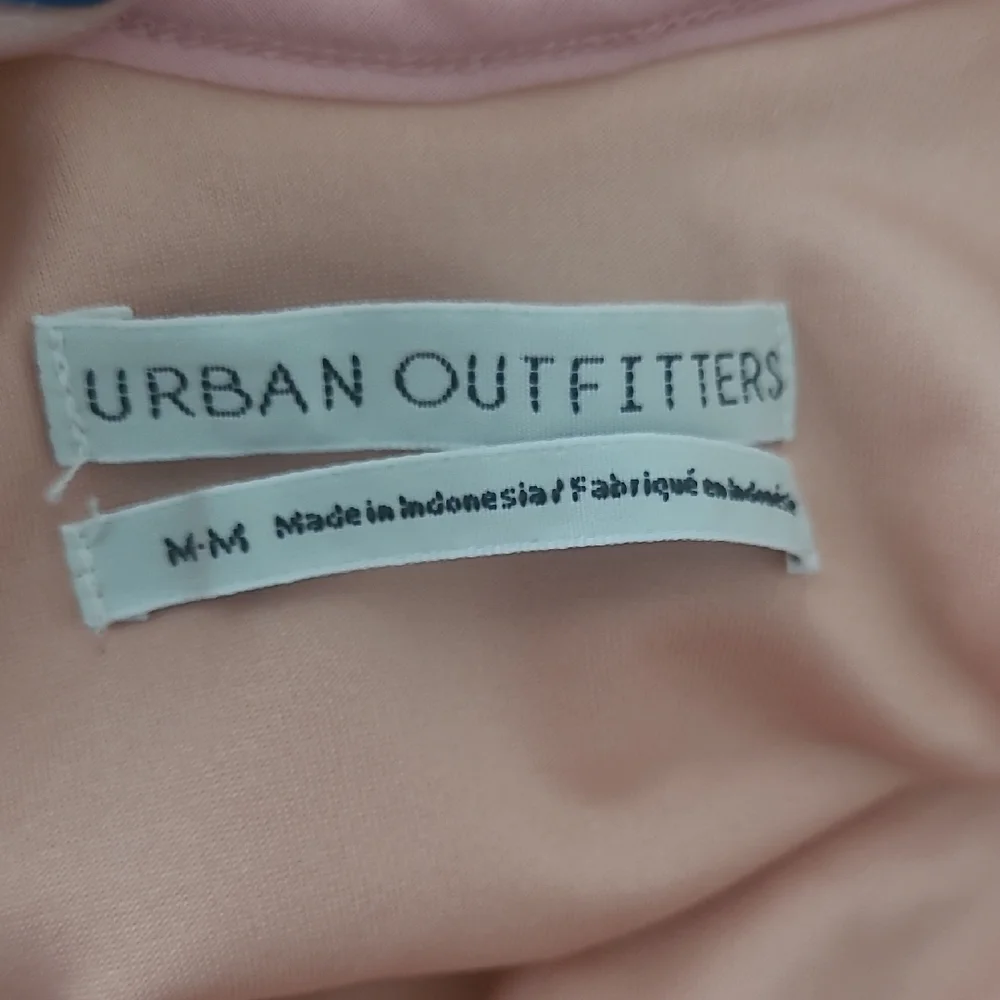 URBAN OUTFITTERS
M-M Made in Indonesia / Fabriqué en Indonésie